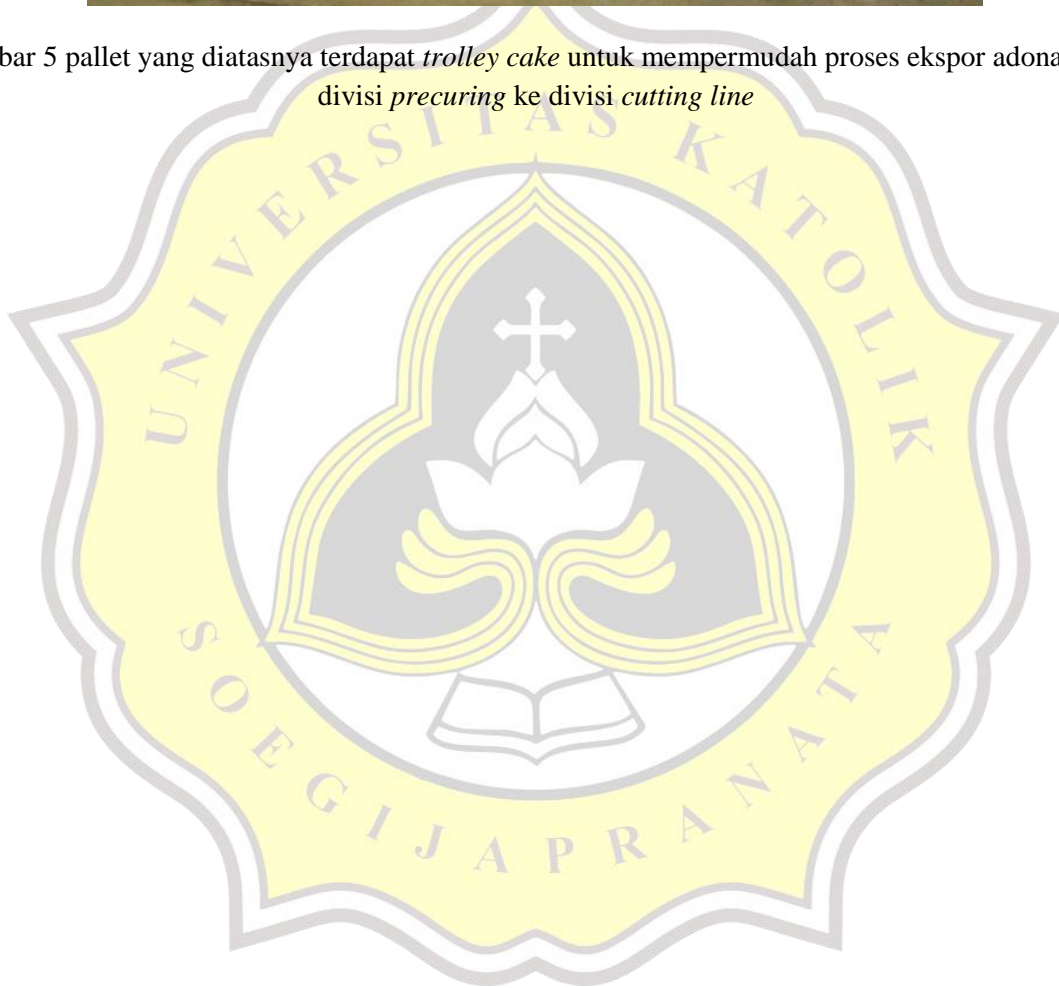 bar 5 pallet yang diatasnya terdapat trolley cake untuk mempermudah proses ekspor adona
divisi precuring ke divisi cutting line
UNIVERSITAS KATOLIK
SOEGIJAPRANATA